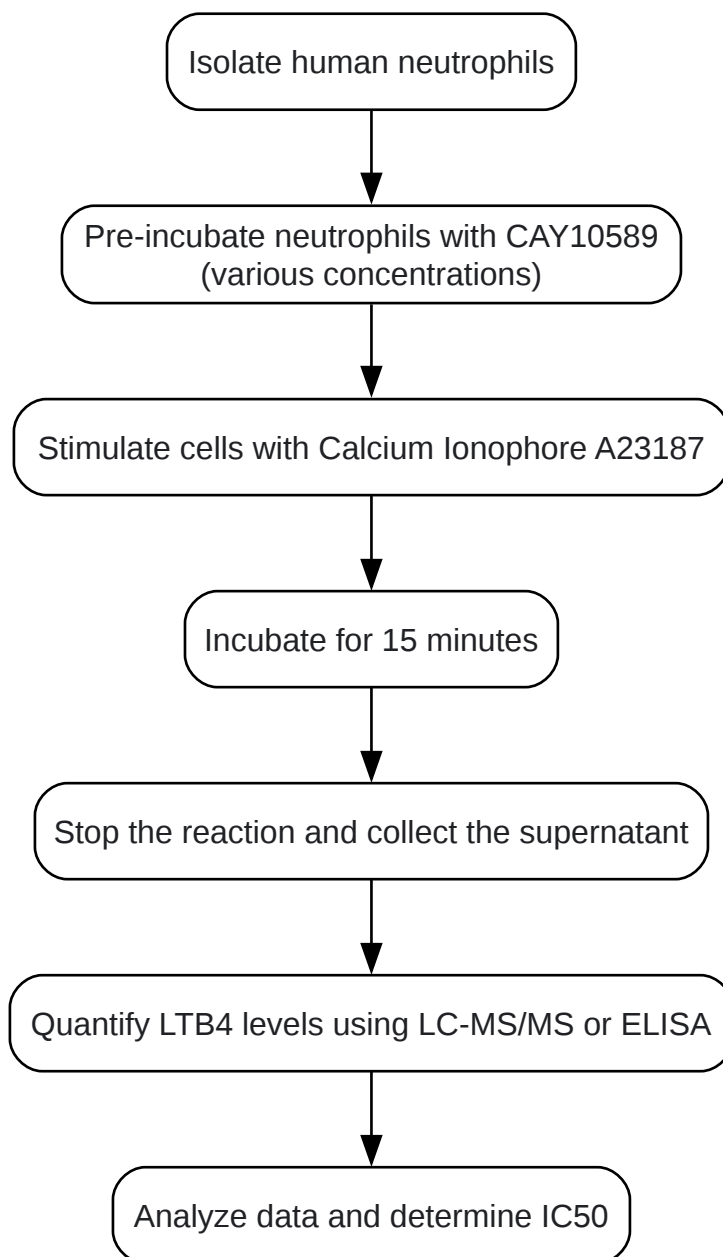 Isolate human neutrophils
Pre-incubate neutrophils with CAY10589
(various concentrations)
Stimulate cells with Calcium Ionophore A23187
Incubate for 15 minutes
Stop the reaction and collect the supernatant
Quantify LTB4 levels using LC-MS/MS or ELISA
Analyze data and determine IC50